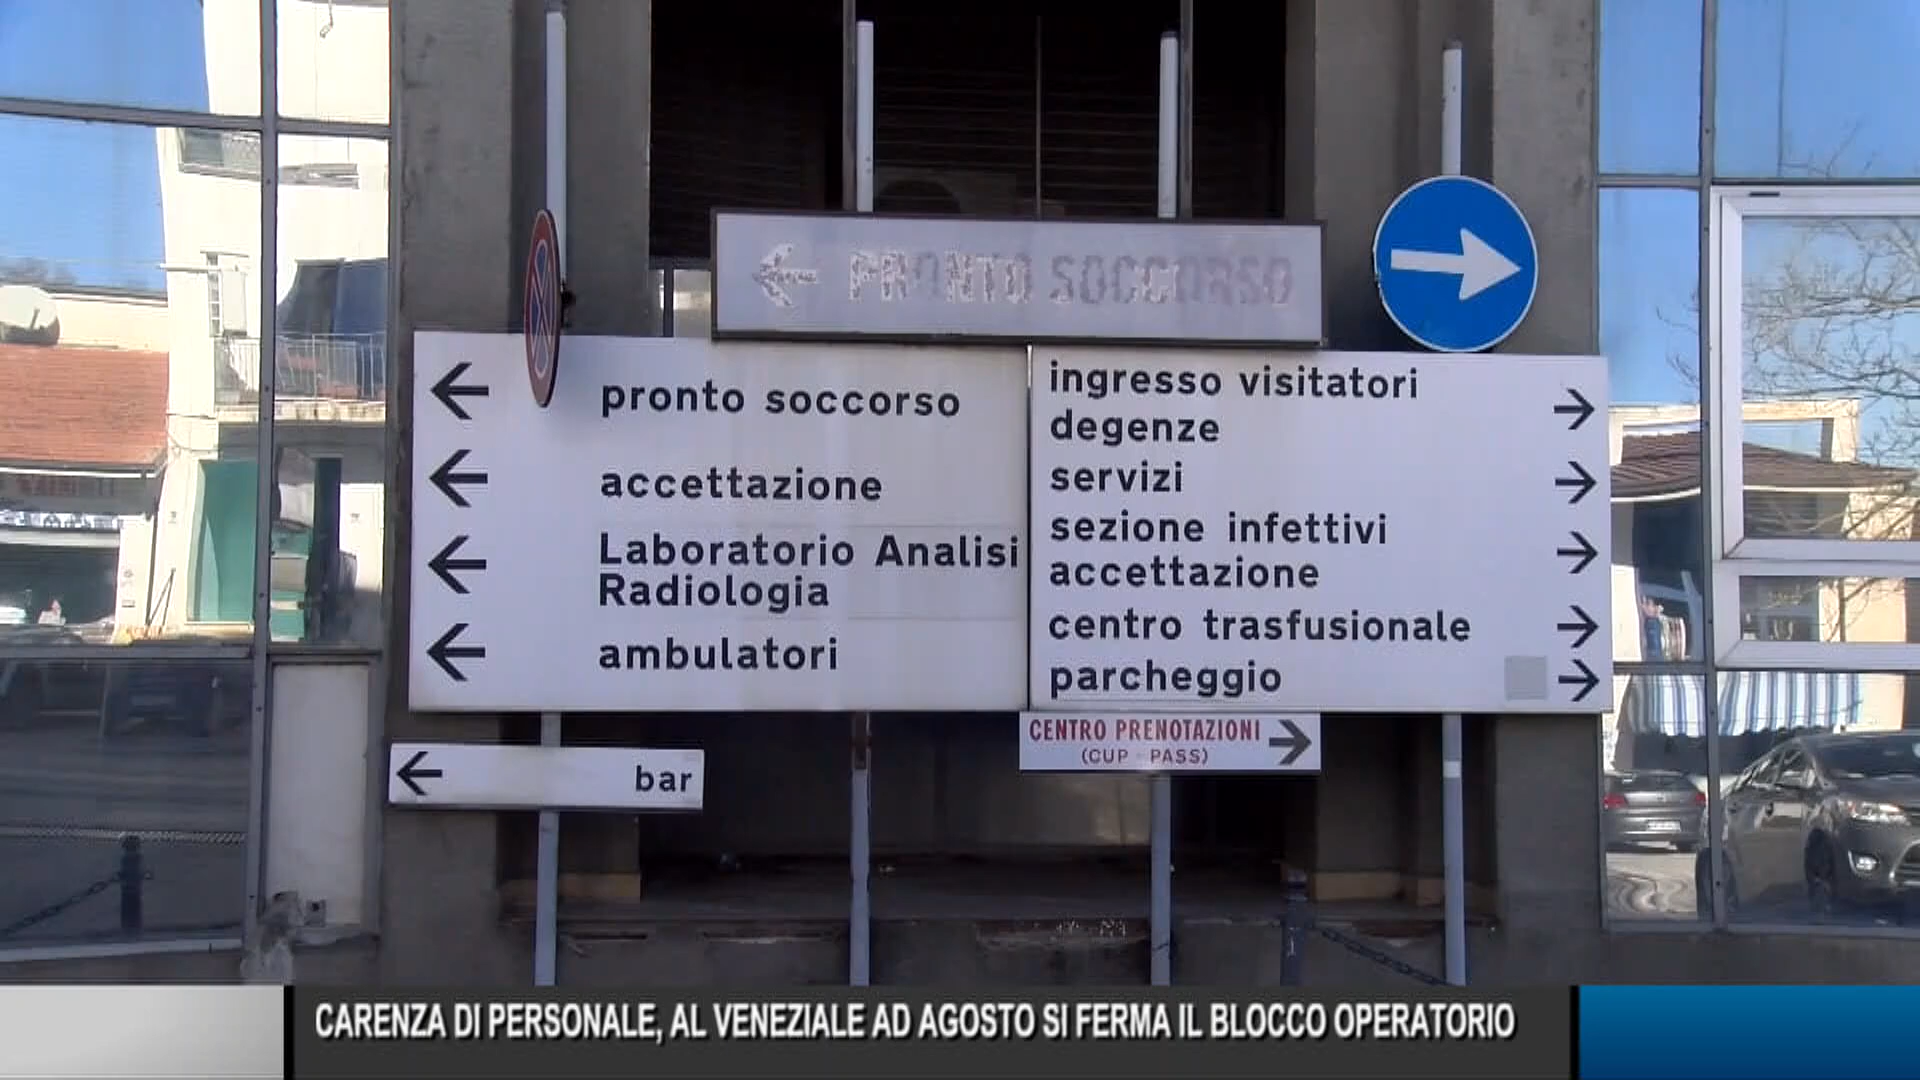 PRONTO SOCCORSO
pronto soccorso
accettazione
Laboratorio Analisi
Radiologia
ambulatori
ingresso visitatori
degenze
servizi
sezione infettivi
accettazione
centro trasfusionale
parcheggio
CENTRO PRENOTAZIONI
(CUP - PASS)
bar
CARENZA DI PERSONALE, AL VENEZIALE AD AGOSTO SI FERMA IL BLOCCO OPERATORIO